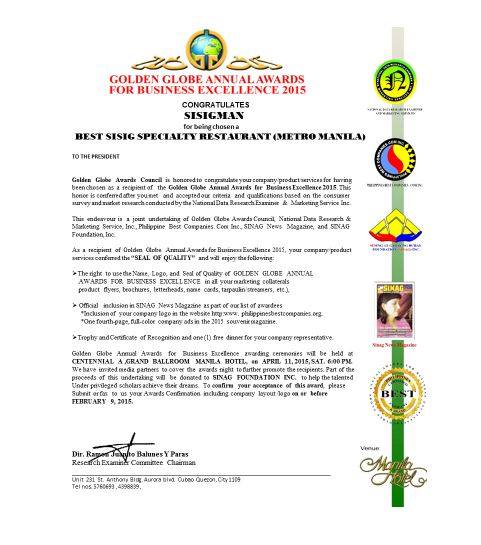 GOLDEN GLOBE ANNUAL AWARDS
FOR BUSINESS EXCELLENCE 2015
CONGRATULATES
SISIGMAN
for being chosen a
BEST SISIG SPECIALTY RESTAURANT (METRO MANILA)
TO THE PRESIDENT
Golden Globe Awards Council is honored to congratulate your company/product/services for having
been chosen as a recipient of the Golden Globe Annual Awards for Business Excellence 2015. This
honor is conferred after you met and accepted our criteria and qualifications based on the consumer
survey and market research conducted by the National Data Research Examiner & Marketing Service Inc.
This endeavour is a joint undertaking of Golden Globe Awards Council, National Data Research &
Marketing Service, Inc., Philippine Best Companies. Com Inc., SINAG News Magazine, and SINAG
Foundation, Inc.
As a recipient of Golden Globe Annual Awards for Business Excellence 2015, your company/product/
services conferred the "SEAL OF QUALITY" and will enjoy the following:
➢The right to use the Name, Logo, and Seal of Quality of GOLDEN GLOBE ANNUAL
AWARDS FOR BUSINESS EXCELLENCE in all your marketing collaterals
product flyers, brochures, letterheads, name cards, tarpaulin/streamers, etc.),
➢ Official inclusion in SINAG News Magazine as part of our list of awardees
*Inclusion of your company logo in the website http:www. philippinesbestcompanies.org.
*One fourth-page, full-color company ads in the 2015 souvenir magazine.
➢Trophy and Certificate of Recognition and one (1) free dinner for your company representative.
Golden Globe Annual Awards for Business Excellence awarding ceremonies will be held at
CENTENNIAL A GRAND BALLROOM MANILA HOTEL, on APRIL 11, 2015, SAT. 6:00 PM.
We have invited media partners to cover the awards night to further promote the recipients. Part of the
proceeds of this undertaking will be donated to SINAG FOUNDATION INC. to help the talented
Under privileged scholars achieve their dreams. To confirm your acceptance of this award, please
Submit or fax to us your Awards Confirmation including company layout logo on or before
FEBRUARY 9, 2015.
Dir. Ramon Juanito Balunes Y Paras
Research Examiner Committee Chairman
Unit 231 St. Anthony Bldg. Aurora blvd. Cubao Quezon, City 1109
Tel nos. 5760693, 4398839,
N
NATIONAL DATA RESEARCH EXAMINER
AND MARKETING SERVICES
PHILIPPINE BEST COMPANIES .COM INC.
SINAG
Sinag News Magazine
BEST
Venue:
Manila
Hotel